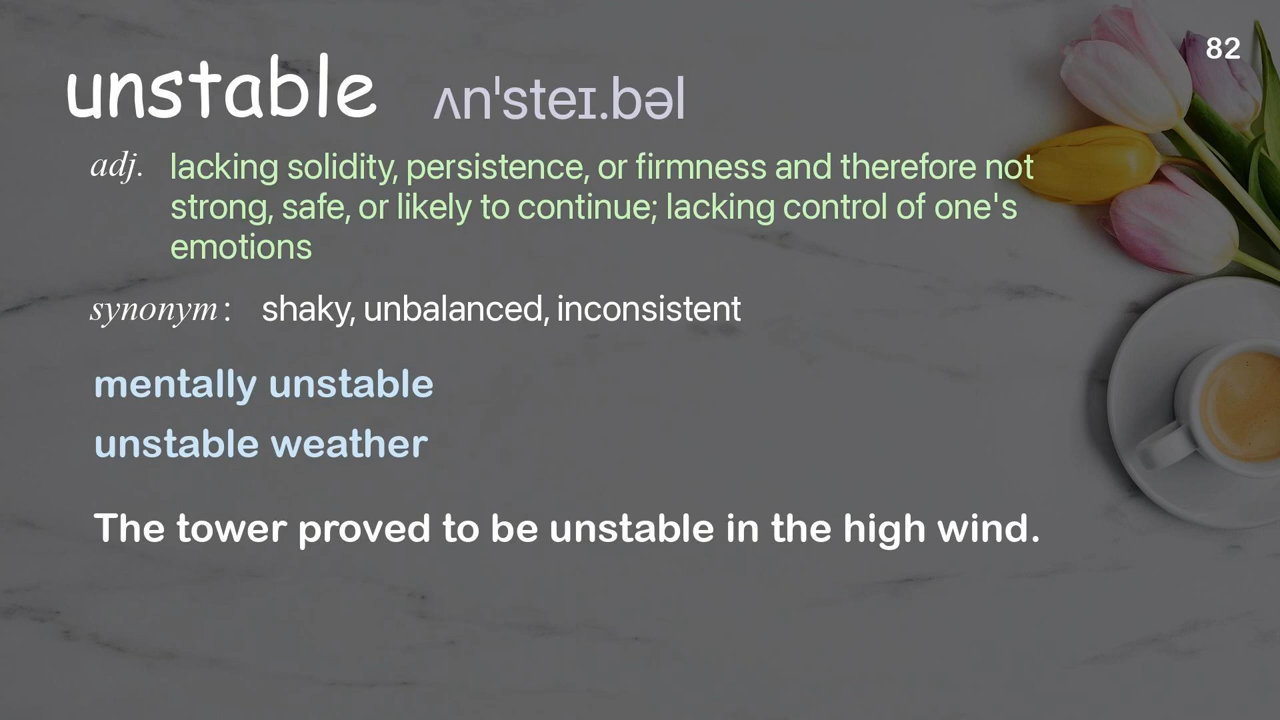 82
unstable ʌn'steɪ.bəl
adj. lacking solidity, persistence, or firmness and therefore not
strong, safe, or likely to continue; lacking control of one's
emotions
synonym: shaky, unbalanced, inconsistent
mentally unstable
unstable weather
The tower proved to be unstable in the high wind.